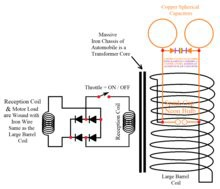 Copper Spherical
Capacitors
Massive
Iron Chassis of
Automobile is a
Transformer Core
Throttle = ON / OFF
Reception Coil
& Motor Load
are Wound with
Iron Wire
Same as the
Large Barrel
Coil
Reception Coil
Large Barrel
Coil